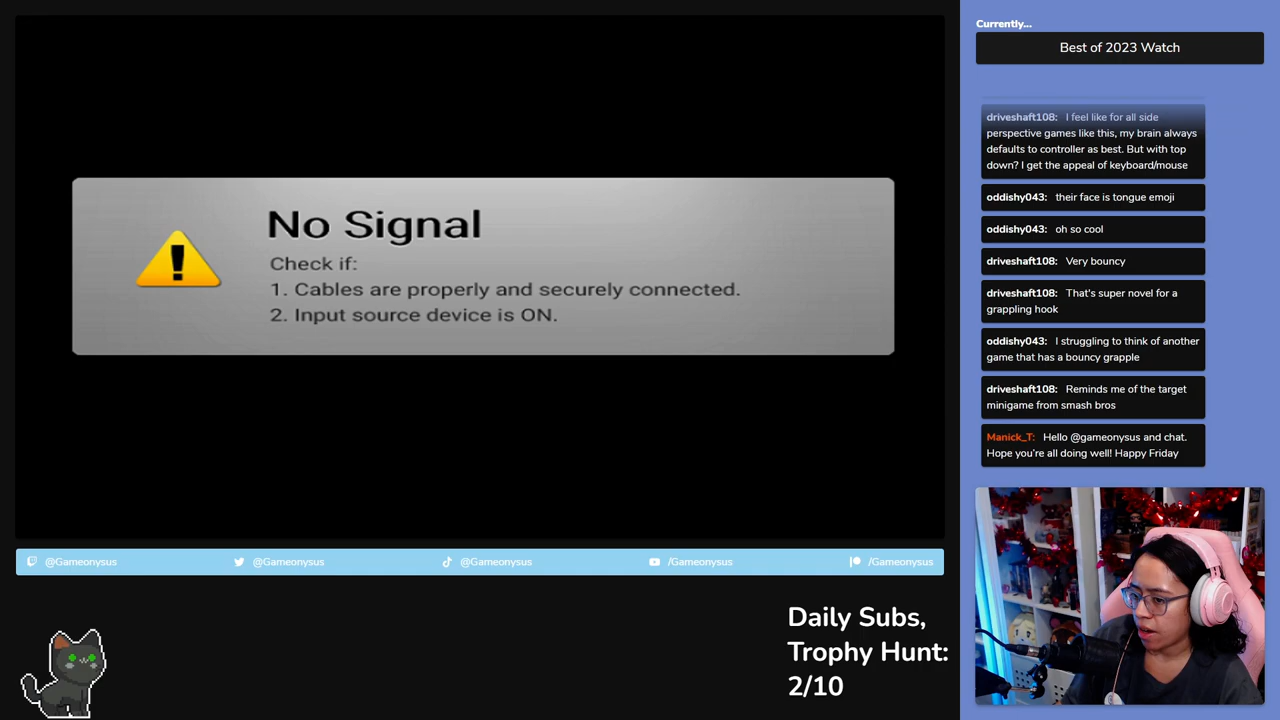 Currently...
Best of 2023 Watch
No Signal
Check if:
1. Cables are properly and securely connected.
2. Input source device is ON.
driveshaft108: I feel like for all side
perspective games like this, my brain always
defaults to controller as best. But with top
down? I get the appeal of keyboard/mouse
oddishy043: their face is tongue emoji
oddishy043: oh so cool
driveshaft108: Very bouncy
driveshaft108: That's super novel for a
grappling hook
oddishy043: I struggling to think of another
game that has a bouncy grapple
driveshaft108: Reminds me of the target
minigame from smash bros
Manick_T: Hello @gameonysus and chat.
Hope you're all doing well! Happy Friday
@Gameonysus @Gameonysus @Gameonysus /Gameonysus /Gameonysus
Daily Subs,
Trophy Hunt:
2/10